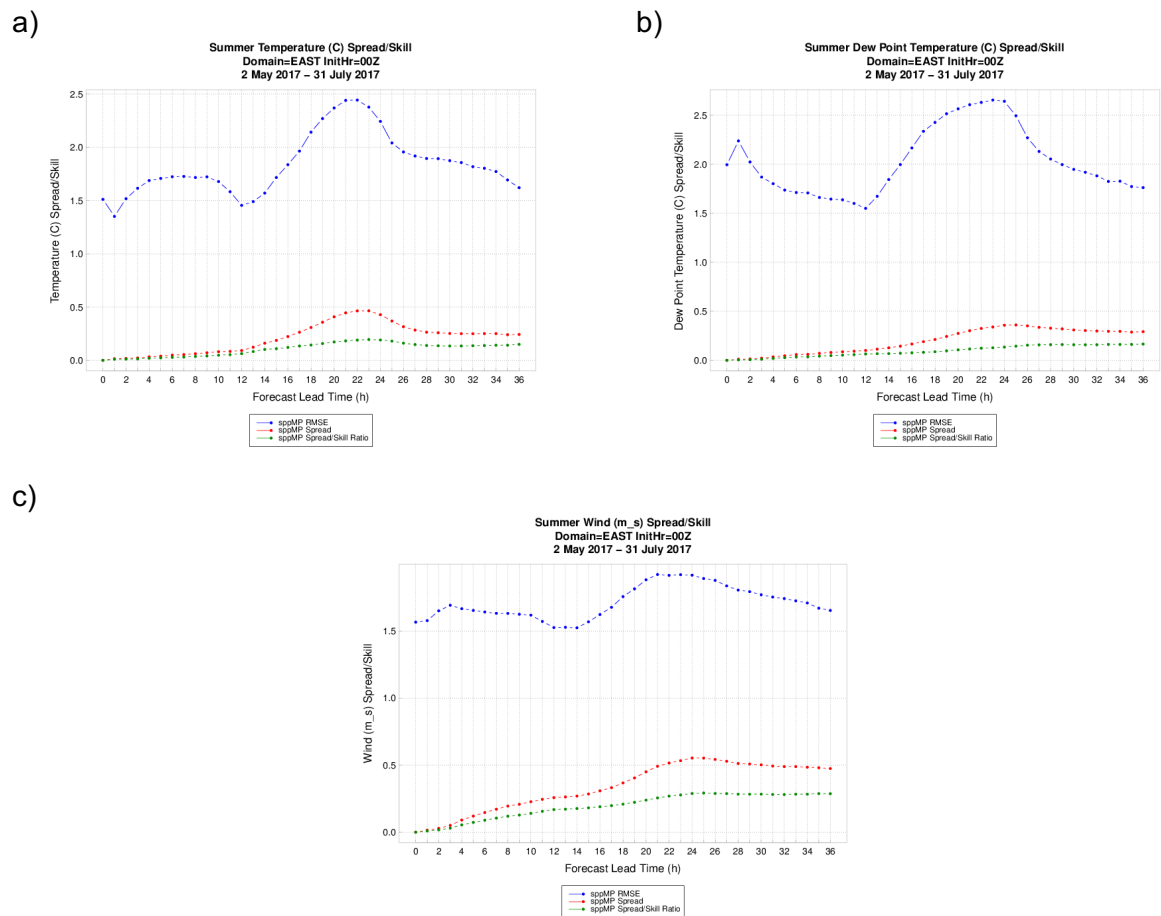 a)
Summer Temperature (C) Spread/Skill
Domain=EAST InitHr=00Z
2 May 2017 − 31 July 2017
2.5
2.0
1.5
1.0
0.5
0.0
Temperature (C) Spread/Skill
0 2 4 6 8 10 12 14 16 18 20 22 24 26 28 30 32 34 36
Forecast Lead Time (h)
sppMP RMSE
sppMP Spread
sppMP Spread/Skill Ratio
b)
Summer Dew Point Temperature (C) Spread/Skill
Domain=EAST InitHr=00Z
2 May 2017 − 31 July 2017
2.5
2.0
1.5
1.0
0.5
0.0
Dew Point Temperature (C) Spread/Skill
0 2 4 6 8 10 12 14 16 18 20 22 24 26 28 30 32 34 36
Forecast Lead Time (h)
sppMP RMSE
sppMP Spread
sppMP Spread/Skill Ratio
c)
Summer Wind (m_s) Spread/Skill
Domain=EAST InitHr=00Z
2 May 2017 − 31 July 2017
1.5
1.0
0.5
0.0
Wind (m_s) Spread/Skill
0 2 4 6 8 10 12 14 16 18 20 22 24 26 28 30 32 34 36
Forecast Lead Time (h)
sppMP RMSE
sppMP Spread
sppMP Spread/Skill Ratio